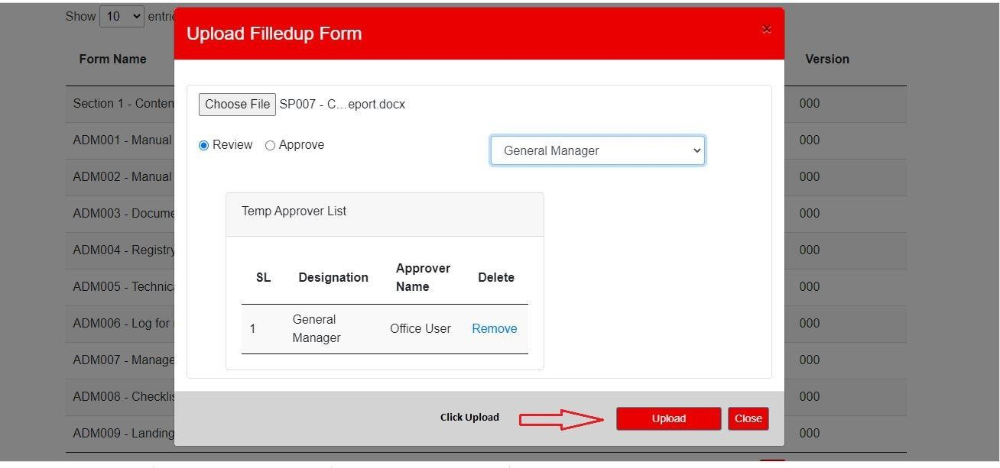 Show 10 entrie
Upload Filledup Form
×
Form Name
Version
Choose File SP007 - C...eport.docx
Section 1 - Conten
000
ADM001 - Manual
000
Review Approve
General Manager
ADM002 - Manual
000
ADM003 - Docume
000
Temp Approver List
ADM004 - Registry
000
SL Designation Approver Name Delete
ADM005 - Technica
000
ADM006 - Log for
000
1 General Manager Office User Remove
ADM007 - Manage
000
ADM008 - Checklis
000
ADM009 - Landing
000
Click Upload
Upload
Close